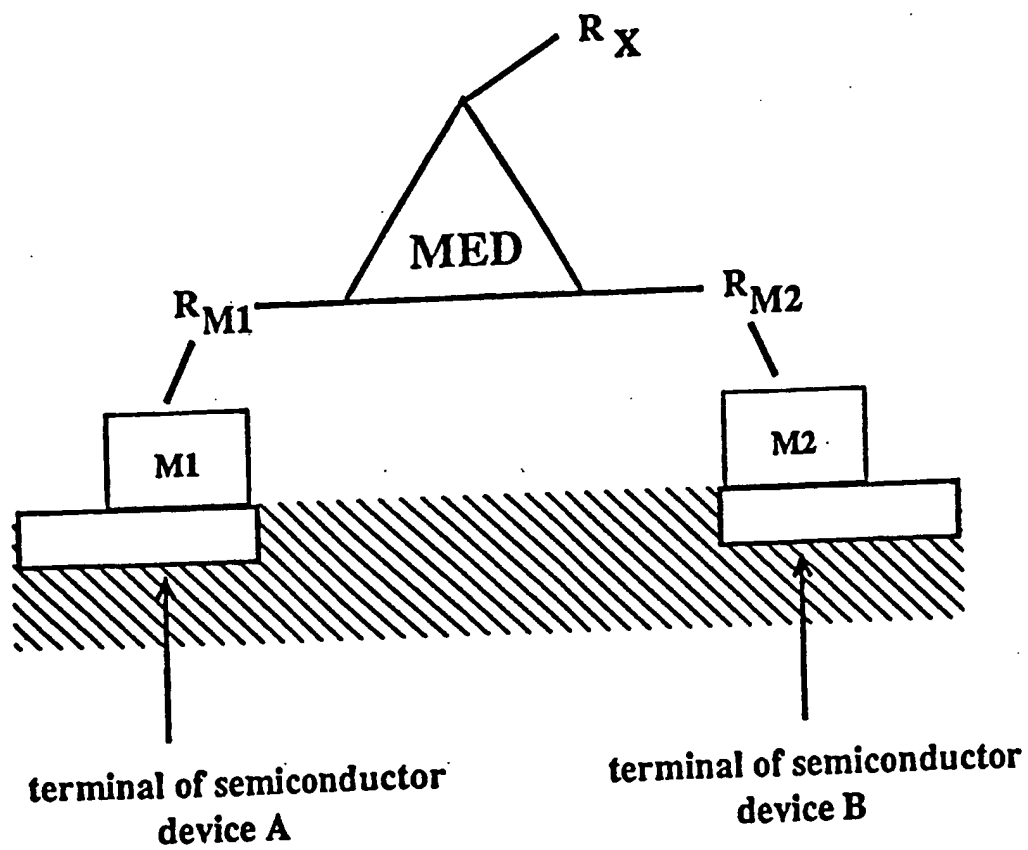 R X
MED
R M1
R M2
M1
M2
terminal of semiconductor
device A
terminal of semiconductor
device B